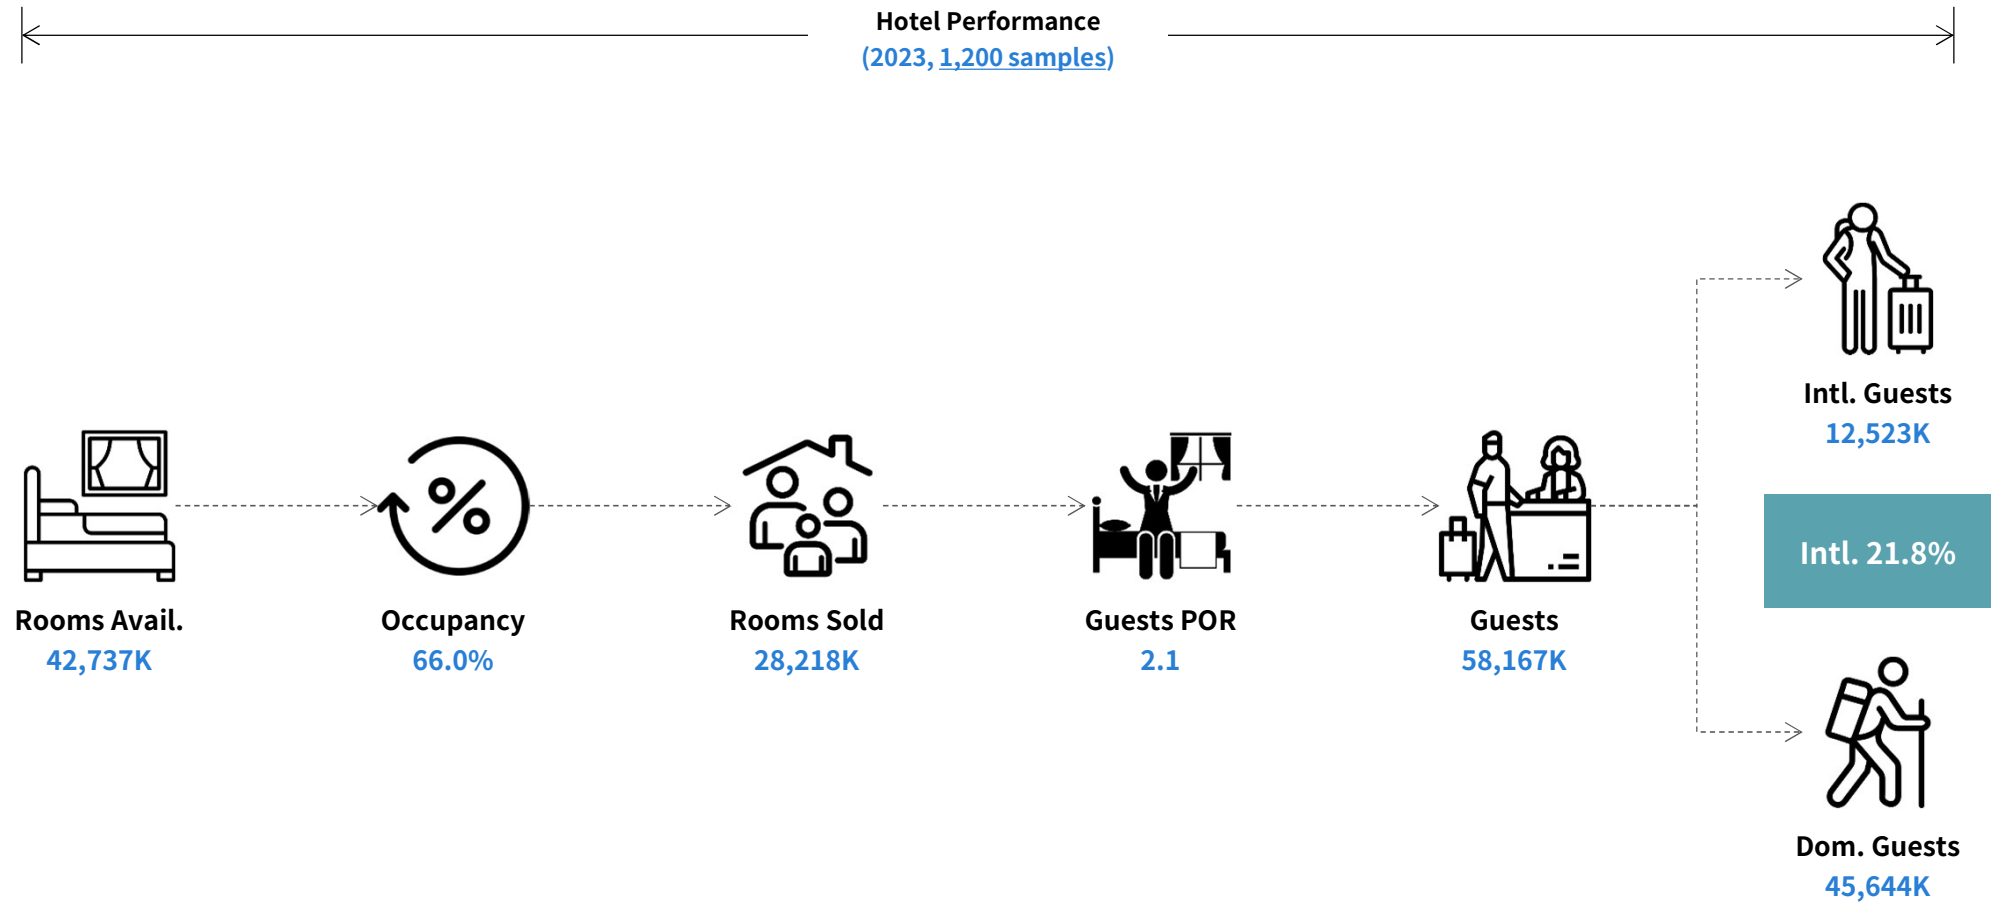 Hotel Performance
(2023, 1,200 samples)
Rooms Avail.
42,737K
Occupancy
66.0%
Rooms Sold
28,218K
Guests POR
2.1
Guests
58,167K
Intl. Guests
12,523K
Intl. 21.8%
Dom. Guests
45,644K